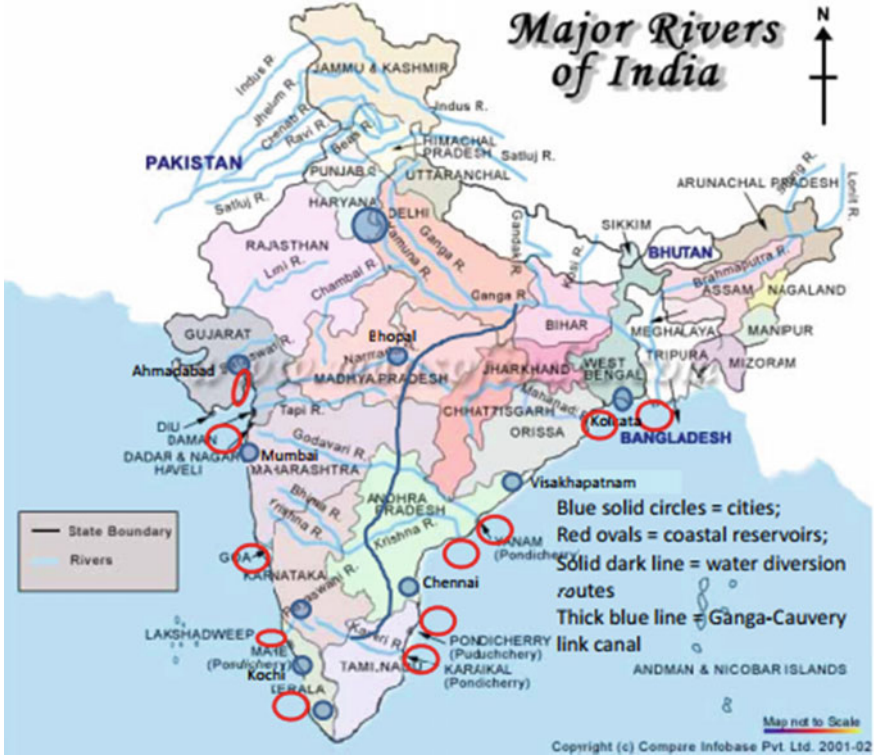 Major Rivers
of India
N
JAMMU & KASHMIR
Indus R.
Jhelum R.
Chenab R.
Ravi R.
Beas R.
Indus R.
HIMACHAL
PRADESH
Satluj R.
PAKISTAN
PUNJAB
UTTARANCHAL
Satluj R.
HARYANA
DELHI
ARUNACHAL PRADESH
Lohit R.
RAJASTHAN
Yamuna R.
Ganga R.
Gandak R.
Kosi R.
SIKKIM
BHUTAN
Brahmaputra R.
Luni R.
Chambal R.
Ganga R.
ASSAM
NAGALAND
GUJARAT
Bhopal
BIHAR
MEGHALAYA
MANIPUR
Ahmadabad
MADHYA PRADESH
JHARKHAND
WEST
BENGAL
TRIPURA
MIZORAM
Tapi R.
CHHATTISGARH
DIU
DAMAN
ORISSA
Kolkata
BANGLADESH
DADAR & NAGAR
HAVELI
Mumbai
Godavari R.
MAHARASHTRA
Visakhapatnam
Bhima R.
Krishna R.
ANDHRA
PRADESH
Krishna R.
YANAM
(Pondicherry)
Blue solid circles = cities;
Red ovals = coastal reservoirs;
Solid dark line = water diversion
routes
Thick blue line = Ganga-Cauvery
link canal
State Boundary
Rivers
GOA
KARNATAKA
Chennai
LAKSHADWEEP
MAHE
(Pondichery)
Kochi
KERALA
Kaveri R.
TAMIL NADU
PONDICHERRY
(Puduchchery)
KARAIKAL
(Pondicherry)
ANDMAN & NICOBAR ISLANDS
Map not to Scale
Copyright (c) Compare Infobase Pvt. Ltd. 2001-02